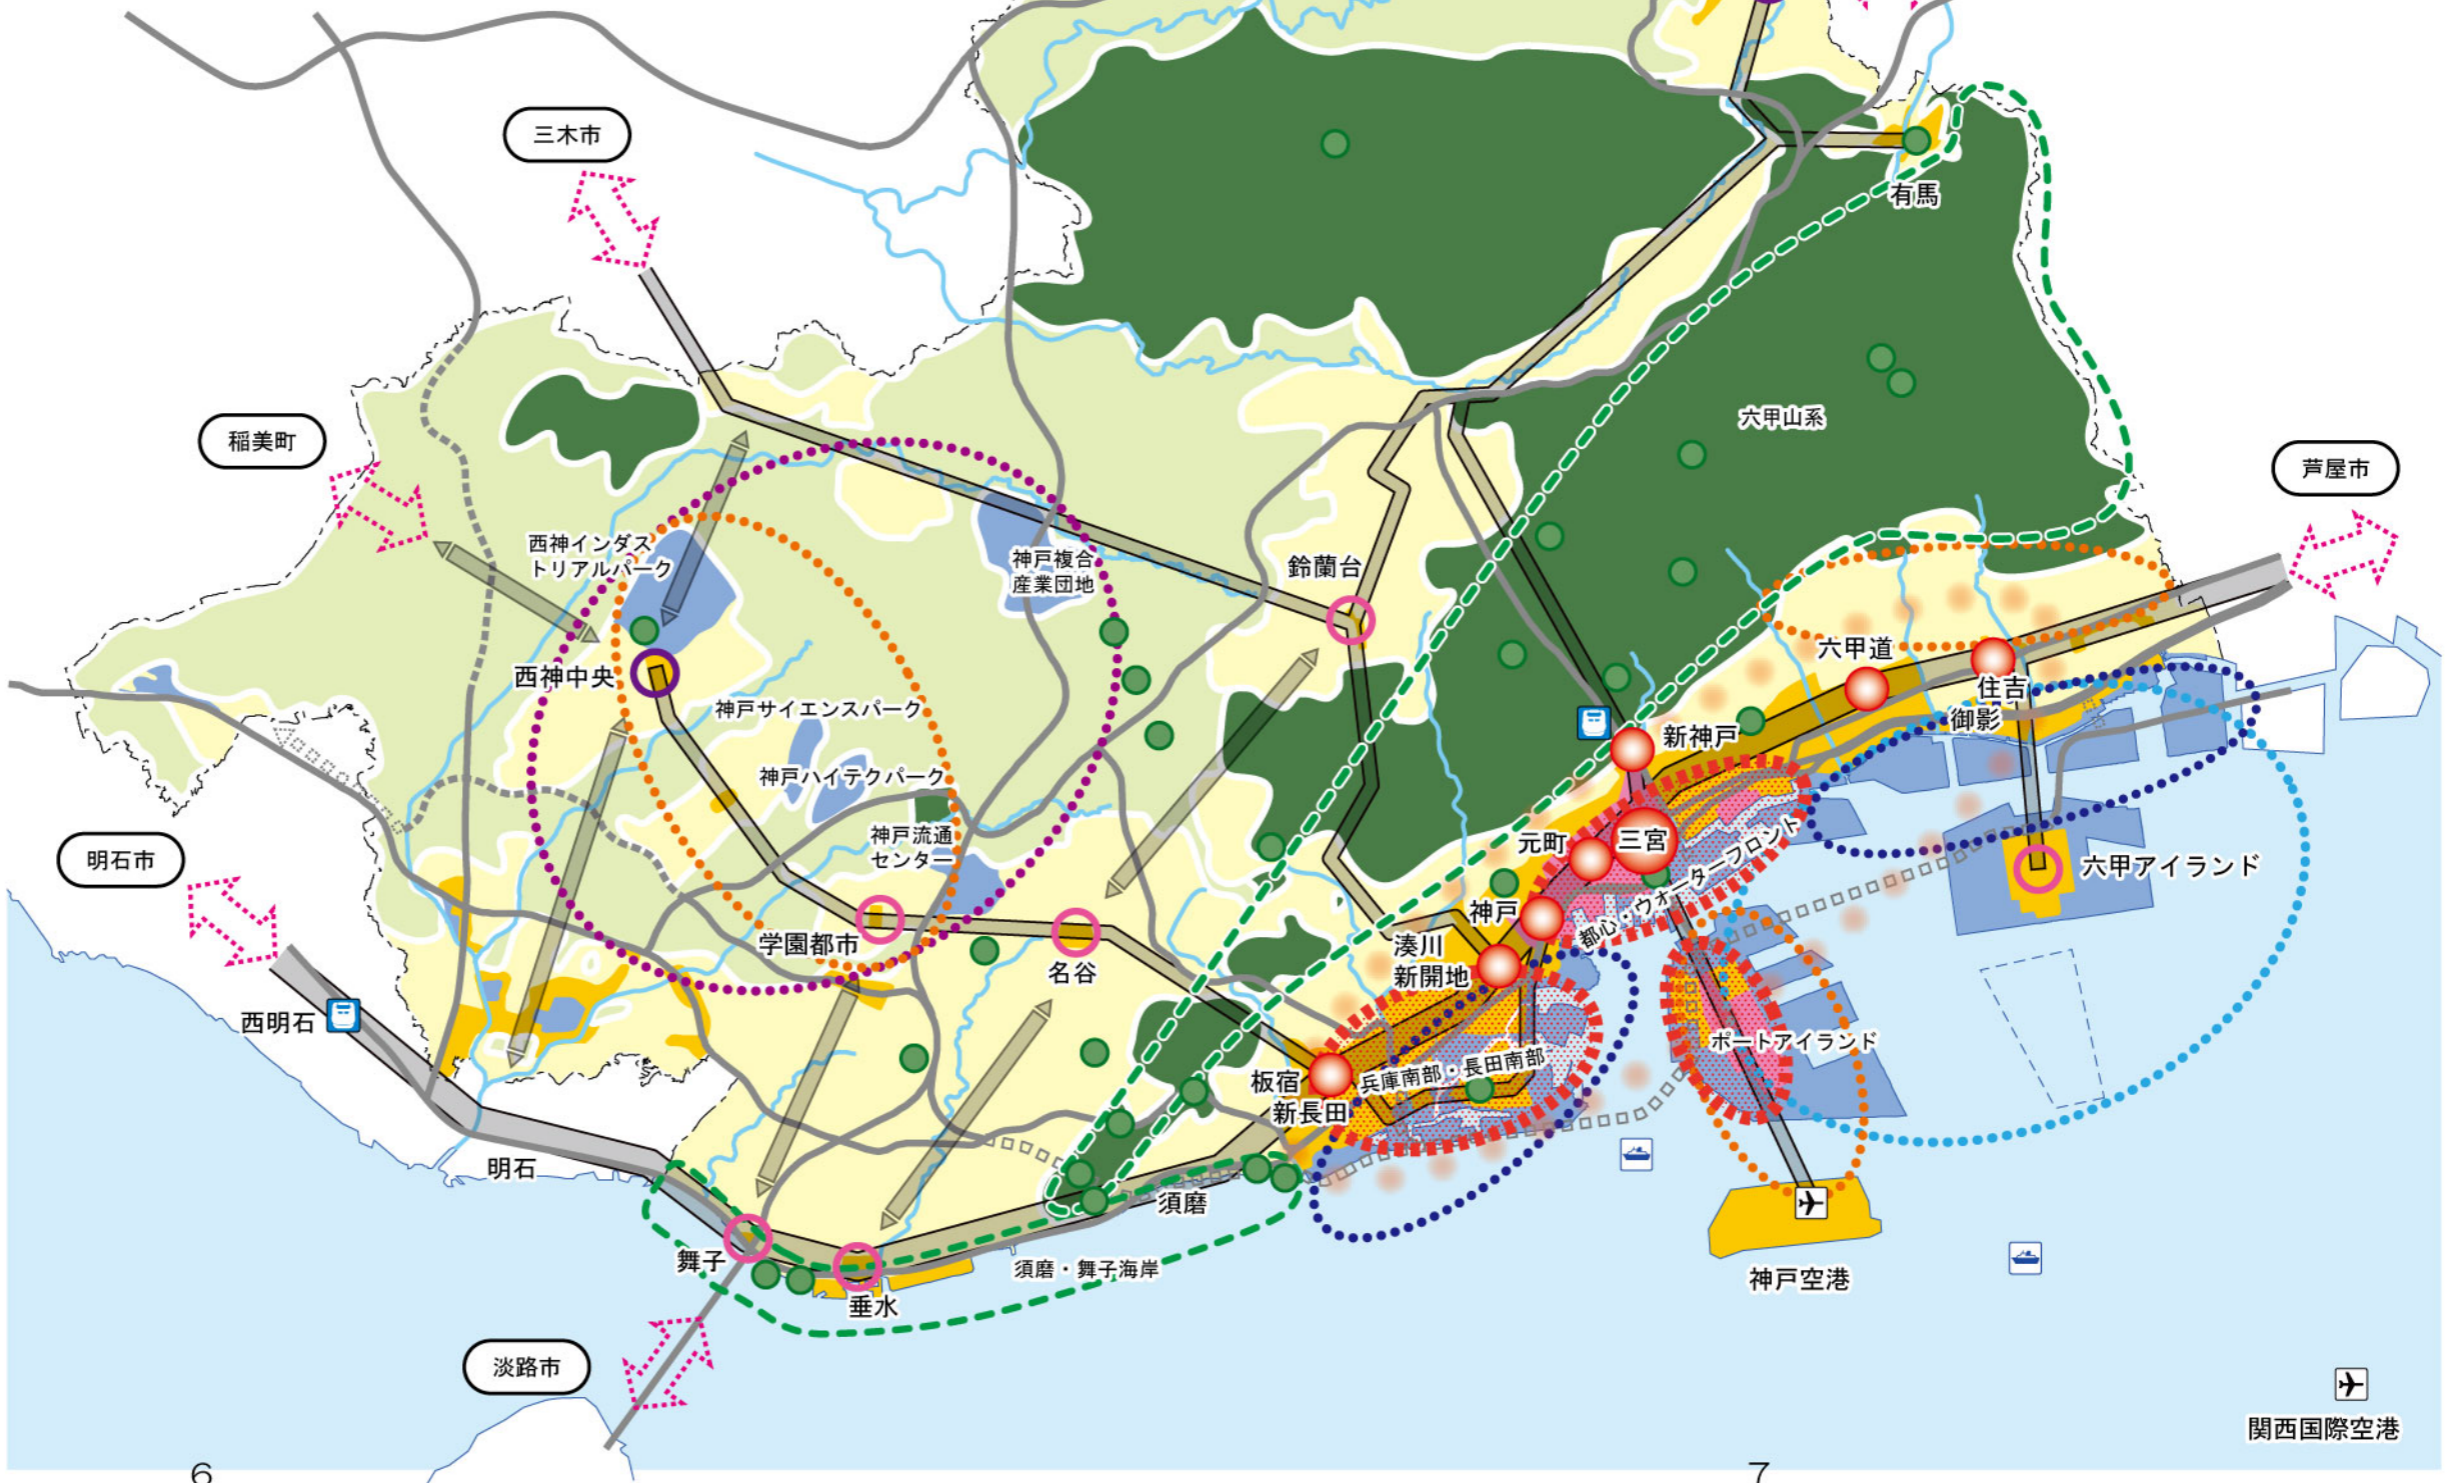 三木市
有馬
六甲山系
稲美町
芦屋市
西神インダス
トリアルパーク
神戸複合
産業団地
鈴蘭台
西神中央
六甲道
住吉
御影
神戸サイエンスパーク
新神戸
神戸ハイテクパーク
神戸流通
センター
元町
三宮
明石市
六甲アイランド
都心・ウォーターフロント
神戸
学園都市
名谷
湊川
新開地
西明石
ポートアイランド
兵庫南部・長田南部
板宿
新長田
明石
須磨
舞子
須磨・舞子海岸
神戸空港
垂水
淡路市
関西国際空港
6
7